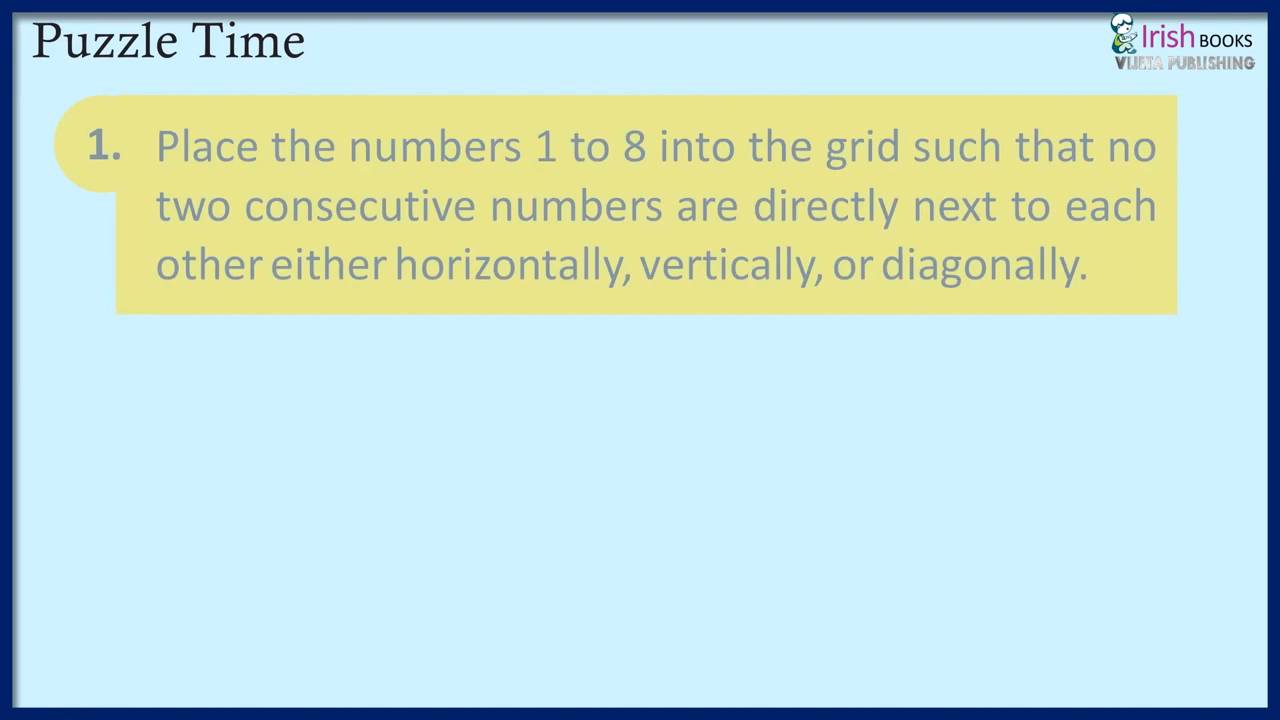 Puzzle Time
Irish BOOKS
VIJETA PUBLISHING
1. Place the numbers 1 to 8 into the grid such that no
two consecutive numbers are directly next to each
other either horizontally, vertically, or diagonally.